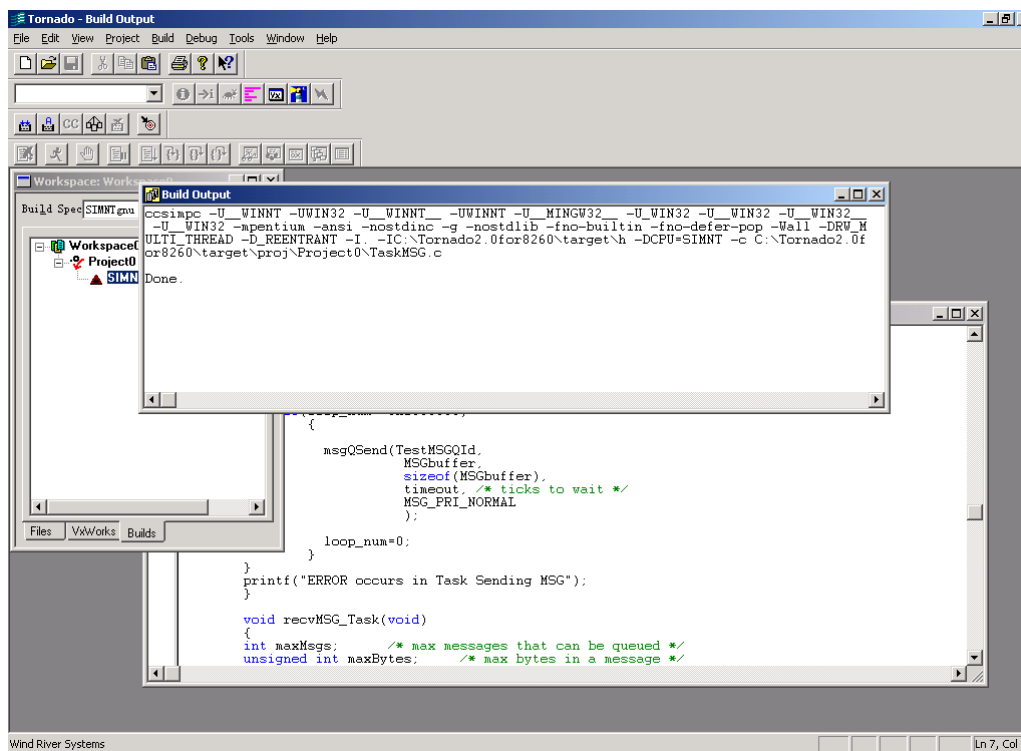 Tornado - Build Output
File Edit View Project Build Debug Tools Window Help
CC
Workspace: Workspace0
Build Spec SIMNTgnu
Workspace0
Project0
SIMN
Files VxWorks Builds
Build Output
ccsimpc -U__WINNT -UWIN32 -U__WINNT__ -UWINNT -U__MINGW32__ -U_WIN32 -U__WIN32 -U__WIN32__
-U__WIN32 -mpentium -ansi -nostdinc -g -nostdlib -fno-builtin -fno-defer-pop -Wall -DRW_M
ULTI_THREAD -D_REENTRANT -I. -IC:\Tornado2.0for8260\target\h -DCPU=SIMNT -c C:\Tornado2.0f
or8260\target\proj\Project0\TaskMSG.c
Done.
{
msgQSend(TestMSGQId,
MSGbuffer,
sizeof(MSGbuffer),
timeout, /* ticks to wait */
MSG_PRI_NORMAL
);
loop_num=0;
}
}
printf("ERROR occurs in Task Sending MSG");
}
void recvMSG_Task(void)
{
int maxMsgs; /* max messages that can be queued */
unsigned int maxBytes; /* max bytes in a message */
Wind River Systems
Ln 7, Col